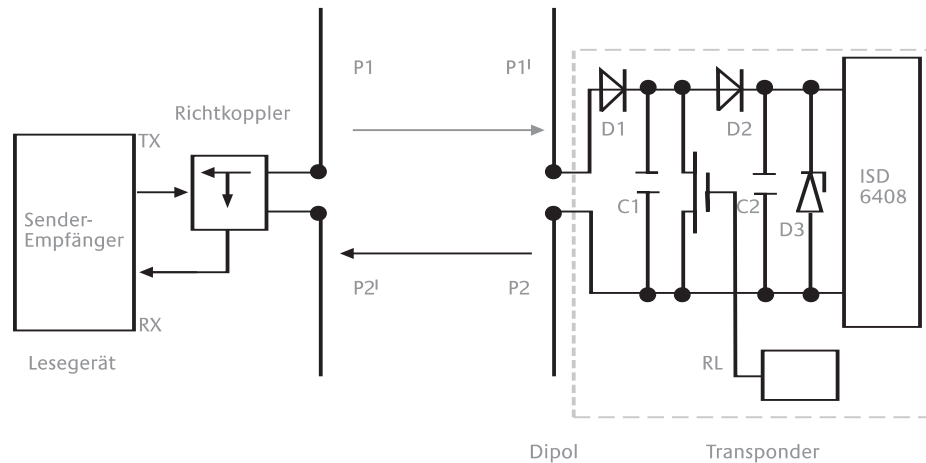 P1
P1'
Richtkoppler
TX
D1
D2
ISD
6408
Sender-
Empfänger
C1
C2
D3
P2'
P2
RX
Lesegerät
RL
Dipol
Transponder